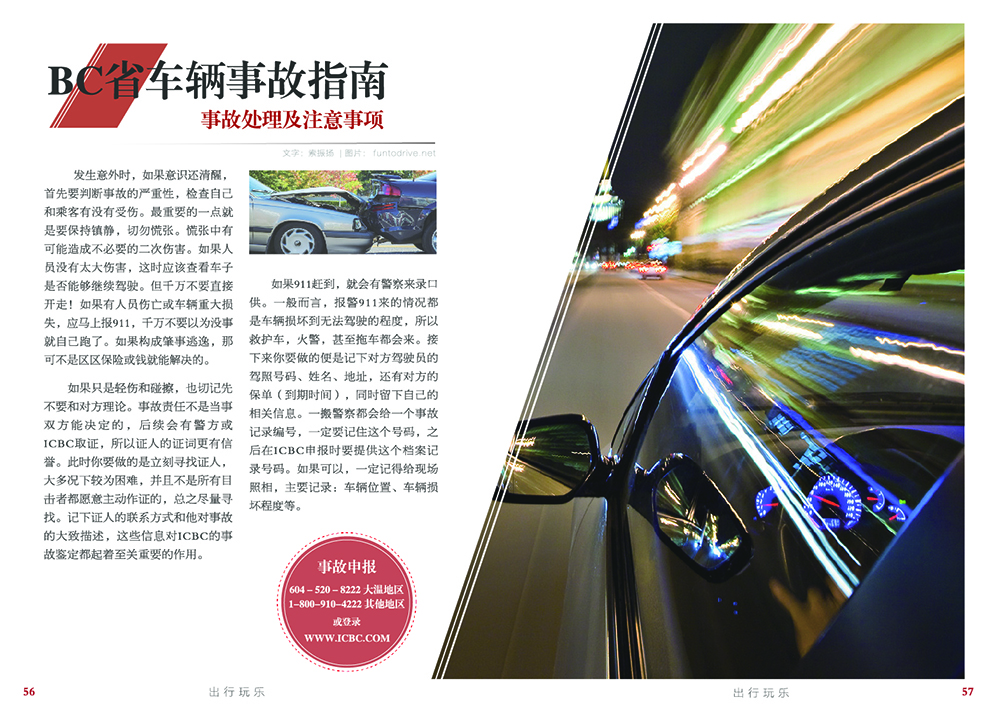 BC省车辆事故指南
事故处理及注意事项
文字：索振扬 | 图片： funtodrive.net
发生意外时，如果意识还清醒，
首先要判断事故的严重性，检查自己
和乘客有没有受伤。最重要的一点就
是要保持镇静，切勿慌张。慌张中有
可能造成不必要的二次伤害。如果人
员没有太大伤害，这时应该查看车子
是否能够继续驾驶。但千万不要直接
开走！如果有人员伤亡或车辆重大损
失，应马上报911，千万不要以为没事
就自己跑了。如果构成肇事逃逸，那
可不是区区保险或钱就能解决的。
如果只是轻伤和碰擦，也切记先
不要和对方理论。事故责任不是当事
双方能决定的，后续会有警方或
ICBC取证，所以证人的证词更有信
誉。此时你要做的是立刻寻找证人，
大多况下较为困难，并且不是所有目
击者都愿意主动作证的，总之尽量寻
找。记下证人的联系方式和他对事故
的大致描述，这些信息对ICBC的事
故鉴定都起着至关重要的作用。
如果911赶到，就会有警察来录口
供。一般而言，报警911来的情况都
是车辆损坏到无法驾驶的程度，所以
救护车，火警，甚至拖车都会来。接
下来你要做的便是记下对方驾驶员的
驾照号码、姓名、地址，还有对方的
保单（到期时间），同时留下自己的
相关信息。一搬警察都会给一个事故
记录编号，一定要记住这个号码，之
后在ICBC申报时要提供这个档案记
录号码。如果可以，一定记得给现场
照相，主要记录：车辆位置、车辆损
坏程度等。
事故申报
604－520－8222 大温地区
1-800-910-4222 其他地区
或登录
WWW.ICBC.COM
56
出行玩乐
出行玩乐
57